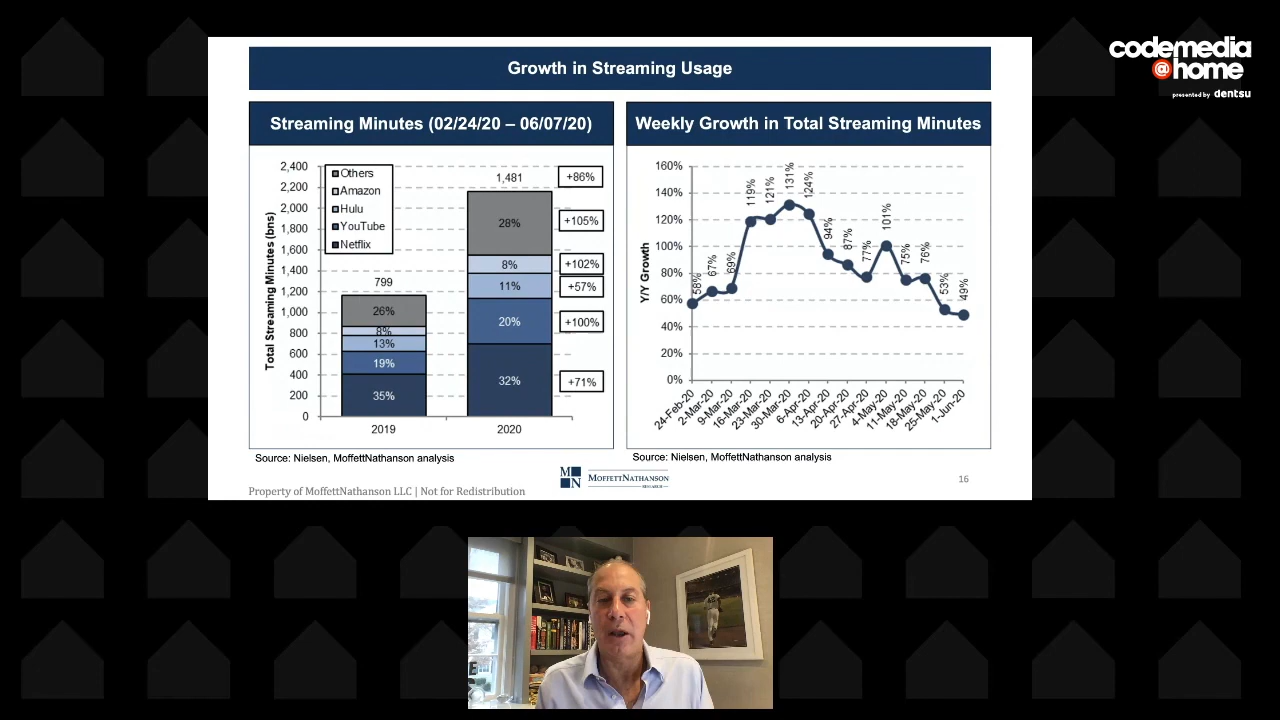 codemedia
@home
presented by dentsu
Growth in Streaming Usage
Streaming Minutes (02/24/20 – 06/07/20)
Total Streaming Minutes (bns)
2,400
2,200
2,000
1,800
1,600
1,400
1,200
1,000
800
600
400
200
0
Others
Amazon
Hulu
YouTube
Netflix
799
26%
8%
13%
19%
35%
1,481
28%
8%
11%
20%
32%
+86%
+105%
+102%
+57%
+100%
+71%
2019
2020
Source: Nielsen, MoffettNathanson analysis
Weekly Growth in Total Streaming Minutes
Y/Y Growth
160%
140%
120%
100%
80%
60%
40%
20%
0%
58%
67%
69%
119%
121%
131%
124%
94%
87%
77%
101%
75%
76%
53%
49%
24-Feb-20
2-Mar-20
9-Mar-20
16-Mar-20
23-Mar-20
30-Mar-20
6-Apr-20
13-Apr-20
20-Apr-20
27-Apr-20
4-May-20
11-May-20
18-May-20
25-May-20
1-Jun-20
Source: Nielsen, MoffettNathanson analysis
Property of MoffettNathanson LLC | Not for Redistribution
M
N
MOFFETTNATHANSON
16